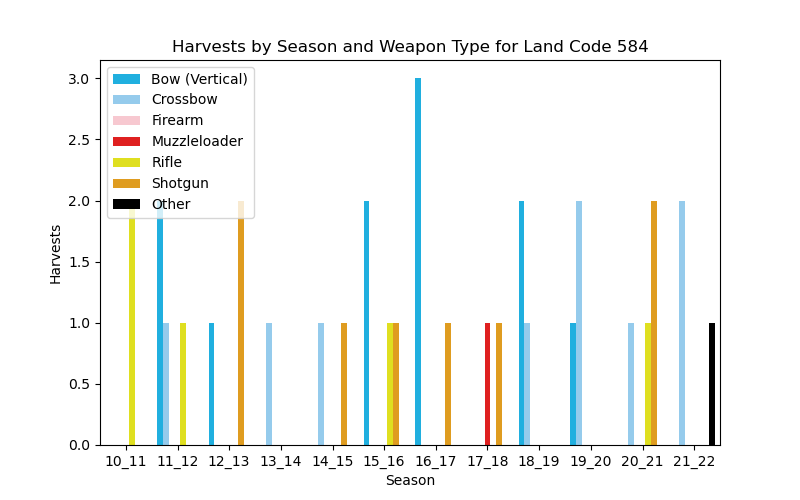 Harvests by Season and Weapon Type for Land Code 584
3.0
2.5
2.0
1.5
1.0
0.5
0.0
Harvests
Bow (Vertical)
Crossbow
Firearm
Muzzleloader
Rifle
Shotgun
Other
10_11 11_12 12_13 13_14 14_15 15_16 16_17 17_18 18_19 19_20 20_21 21_22
Season